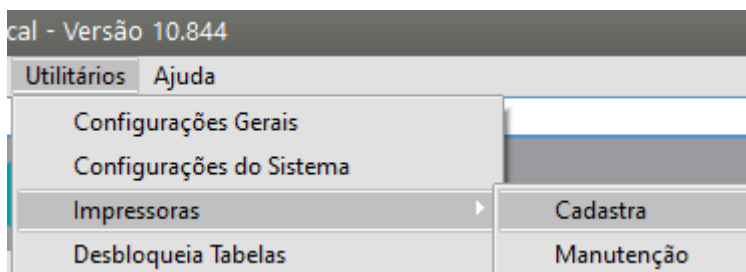 cal - Versão 10.844
Utilitários Ajuda
Configurações Gerais
Configurações do Sistema
Impressoras Cadastra
Desbloqueia Tabelas Manutenção